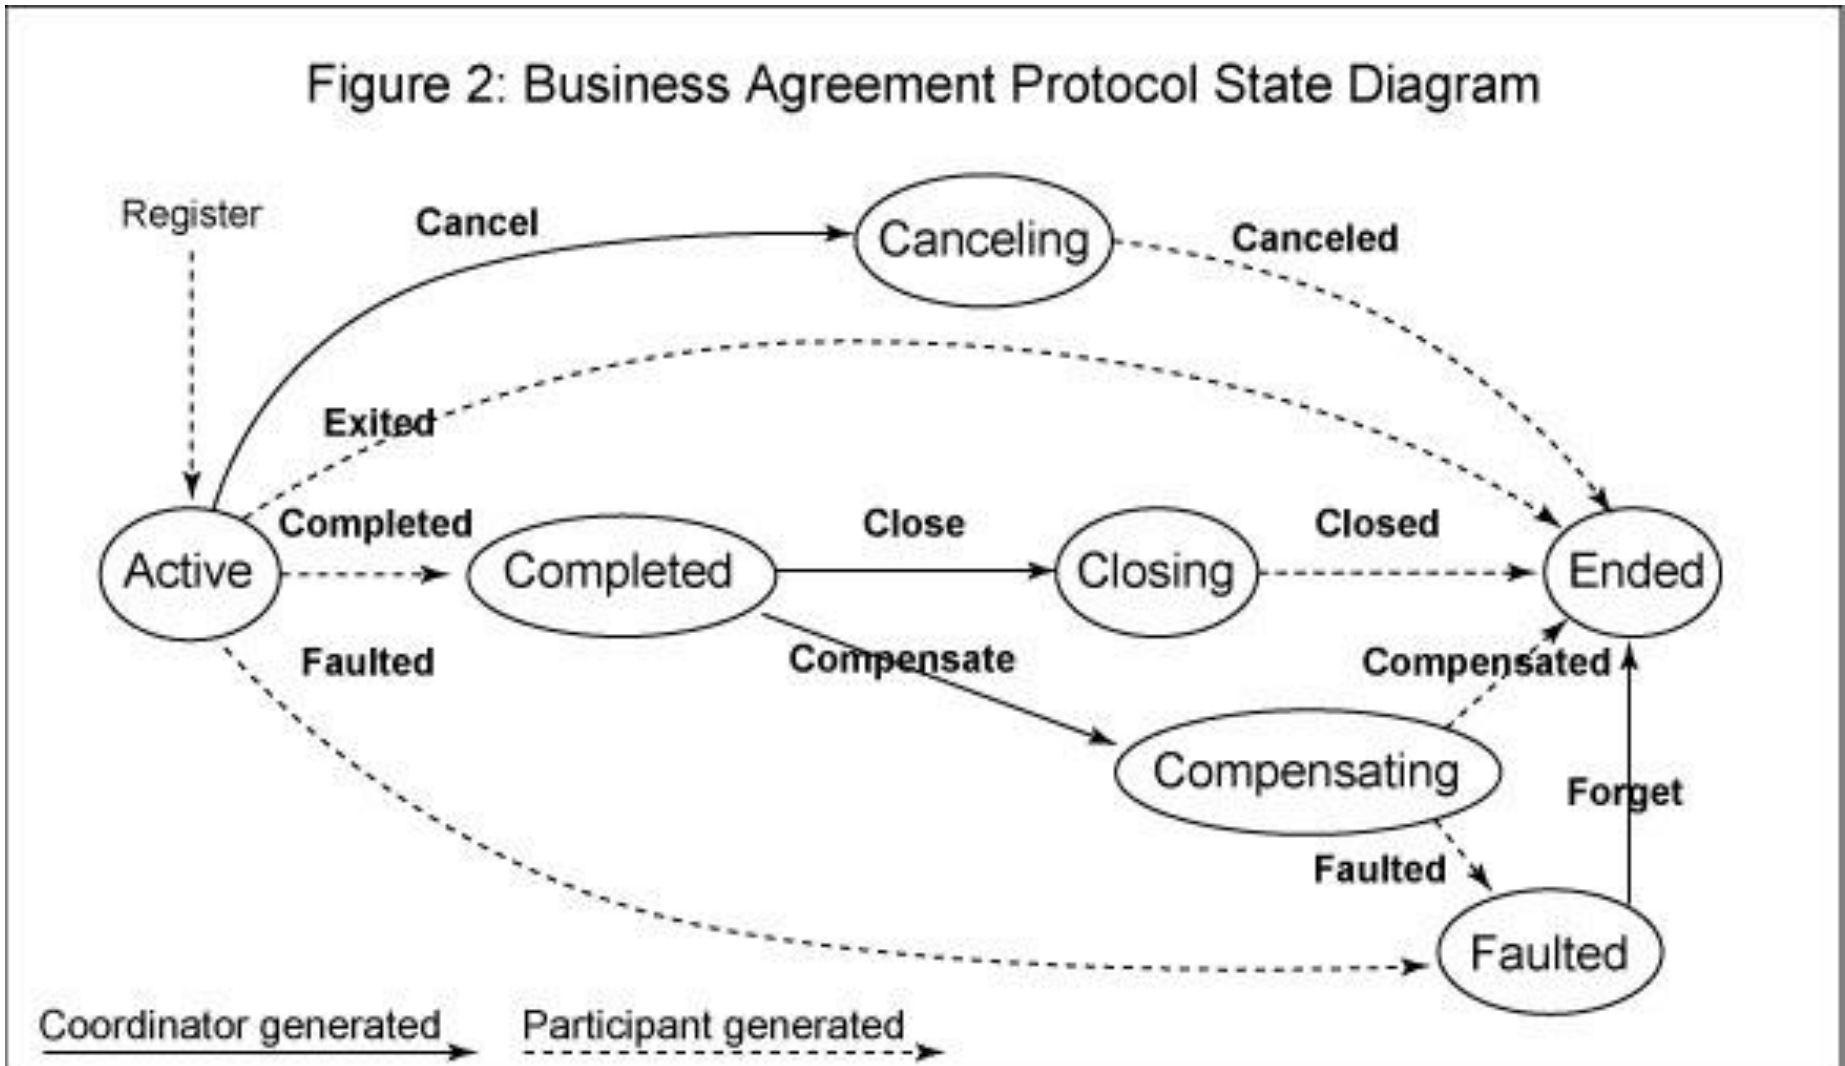 Figure 2: Business Agreement Protocol State Diagram
Register
Cancel
Canceling
Canceled
Exited
Completed
Close
Closed
Active
Completed
Closing
Ended
Faulted
Compensate
Compensated
Compensating
Forget
Faulted
Faulted
Coordinator generated
Participant generated